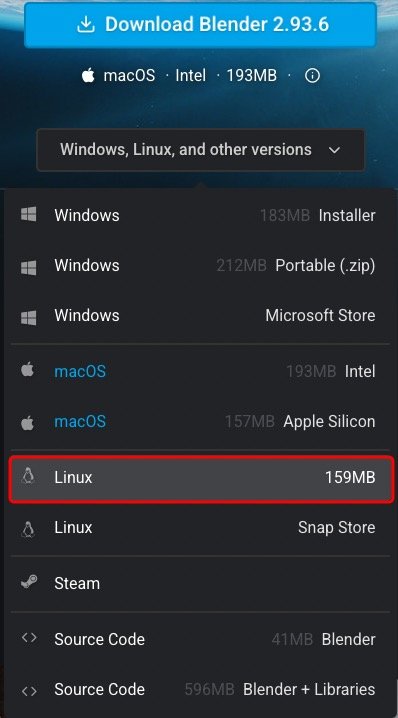 Download Blender 2.93.6
macOS · Intel · 193MB ·
Windows, Linux, and other versions
Windows 183MB Installer
Windows 212MB Portable (.zip)
Windows Microsoft Store
macOS 193MB Intel
macOS 157MB Apple Silicon
Linux 159MB
Linux Snap Store
Steam
Source Code 41MB Blender
Source Code 596MB Blender + Libraries